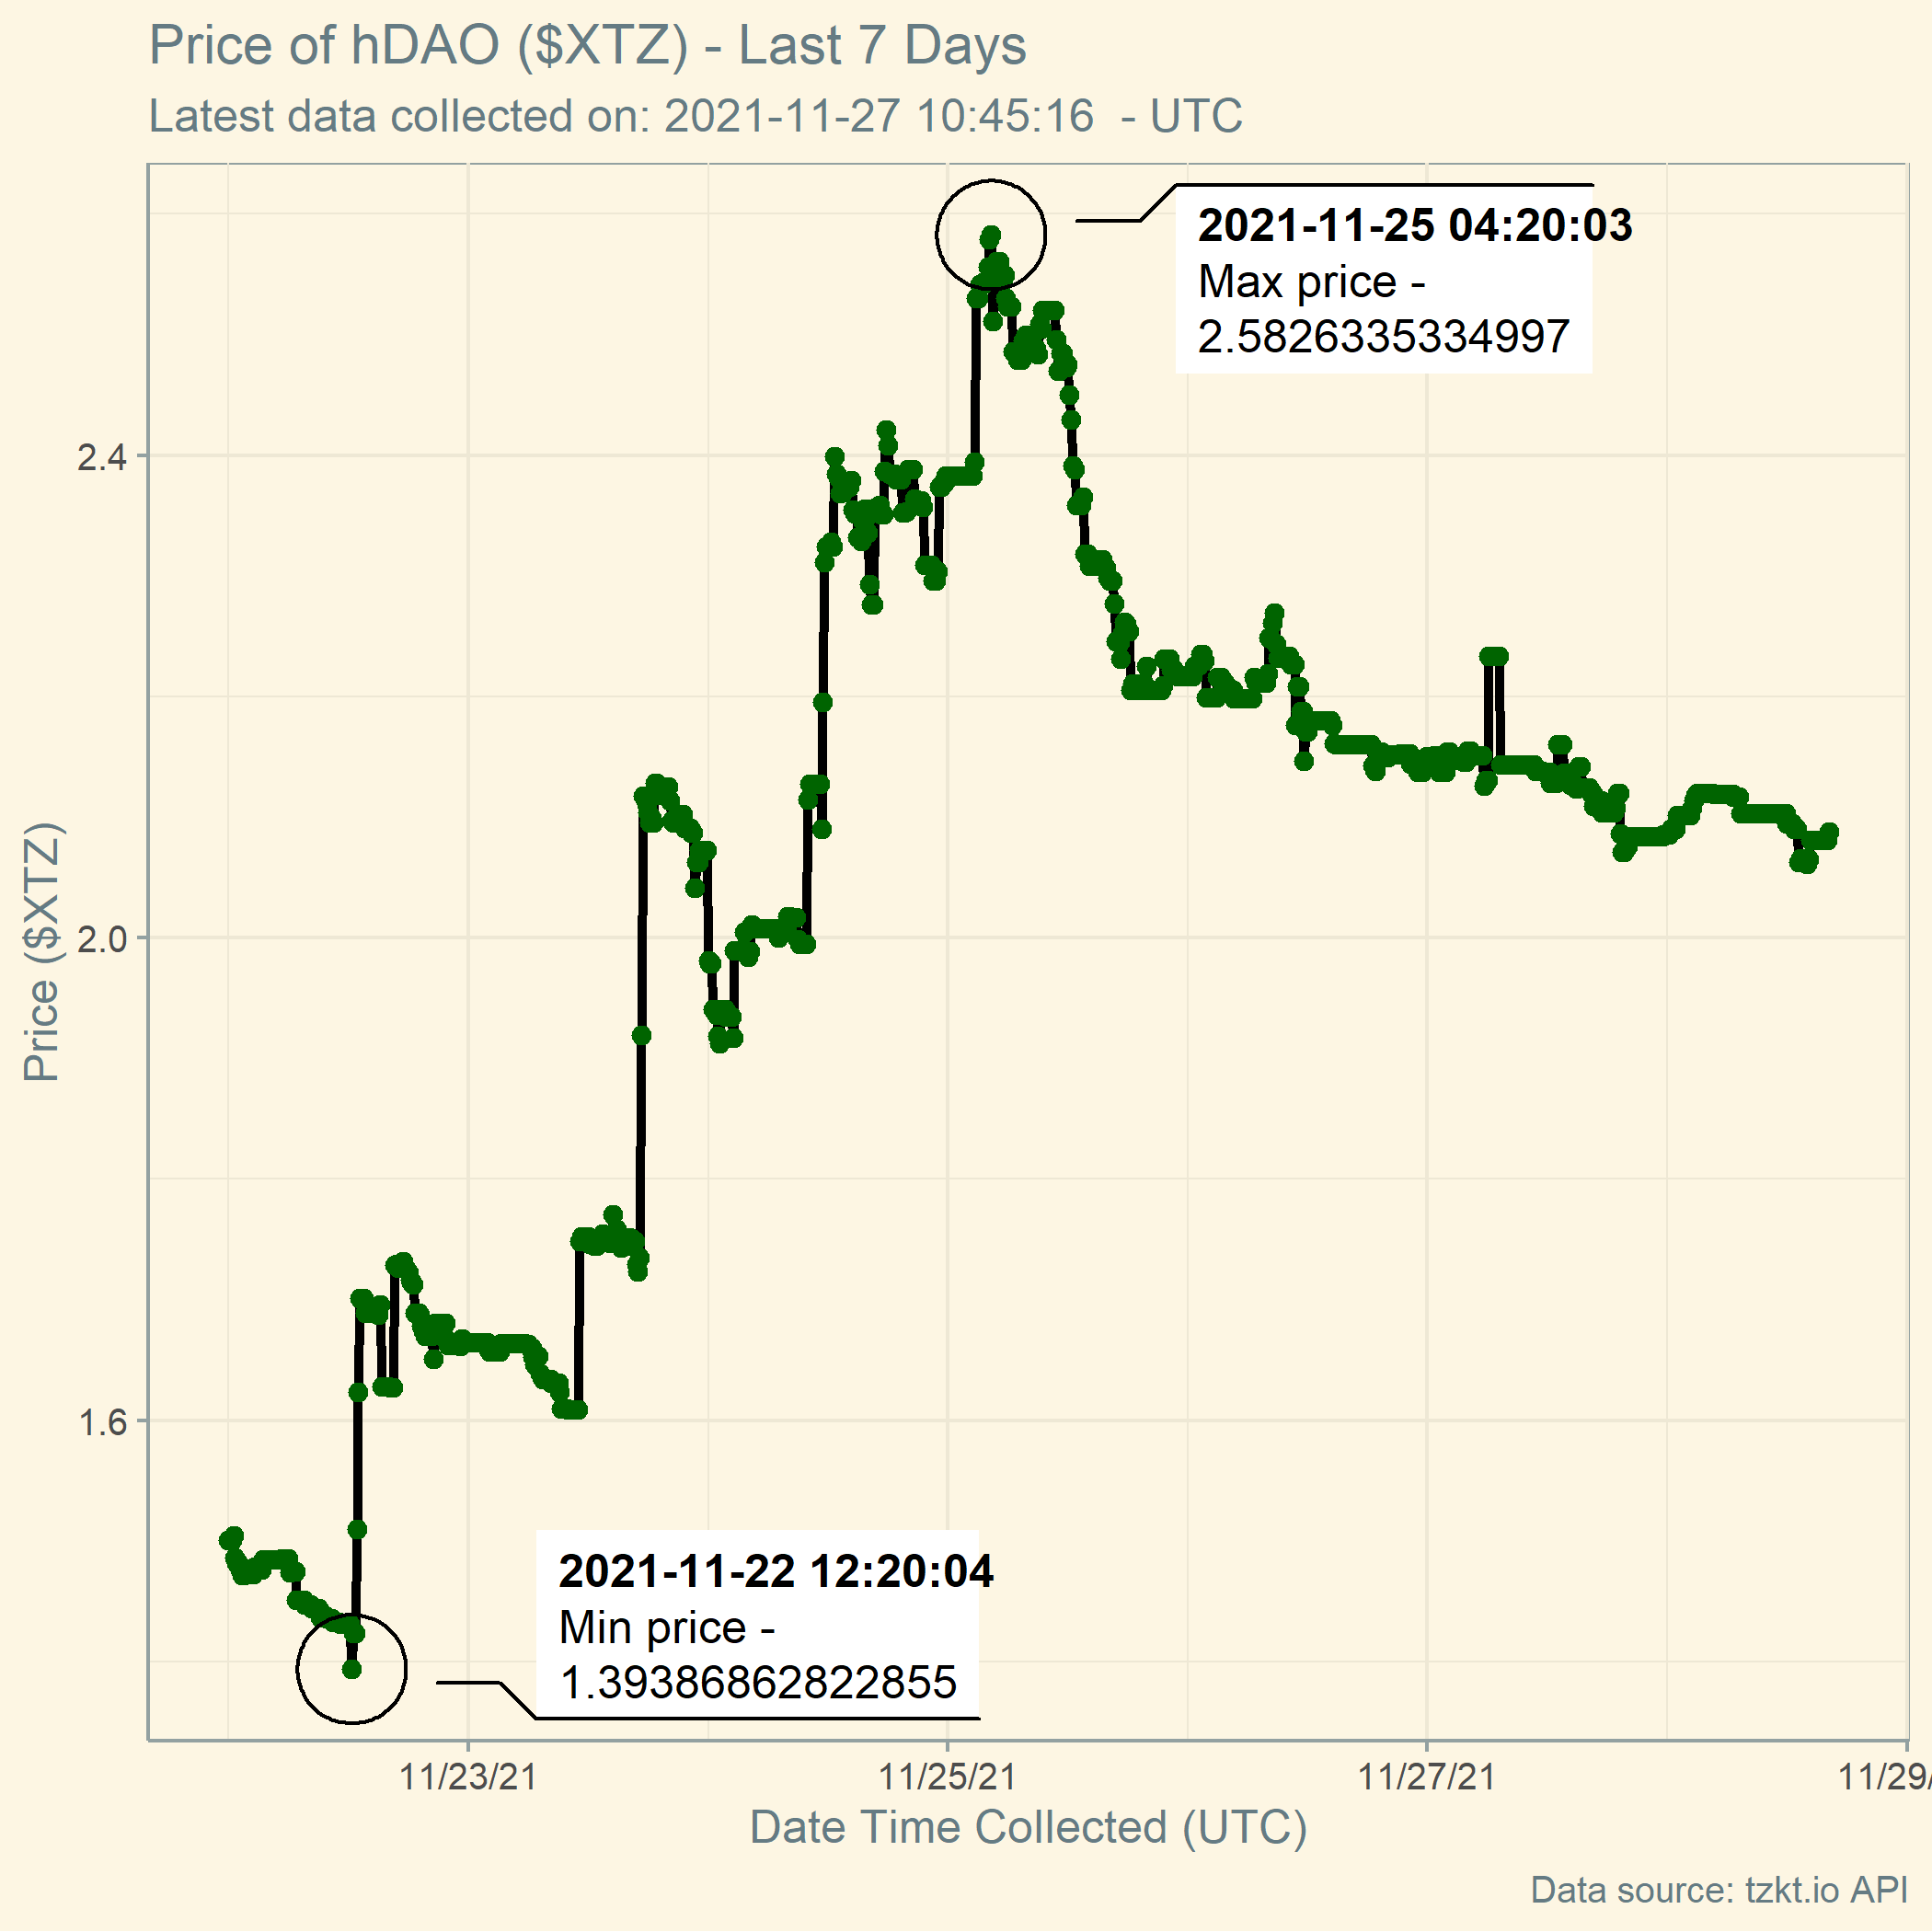 Price of hDAO ($XTZ) - Last 7 Days
Latest data collected on: 2021-11-27 10:45:16 - UTC
2021-11-25 04:20:03
Max price -
2.5826335334997
2.4
2.0
1.6
Price ($XTZ)
2021-11-22 12:20:04
Min price -
1.39386862822855
11/23/21
11/25/21
11/27/21
11/29/
Date Time Collected (UTC)
Data source: tzkt.io API